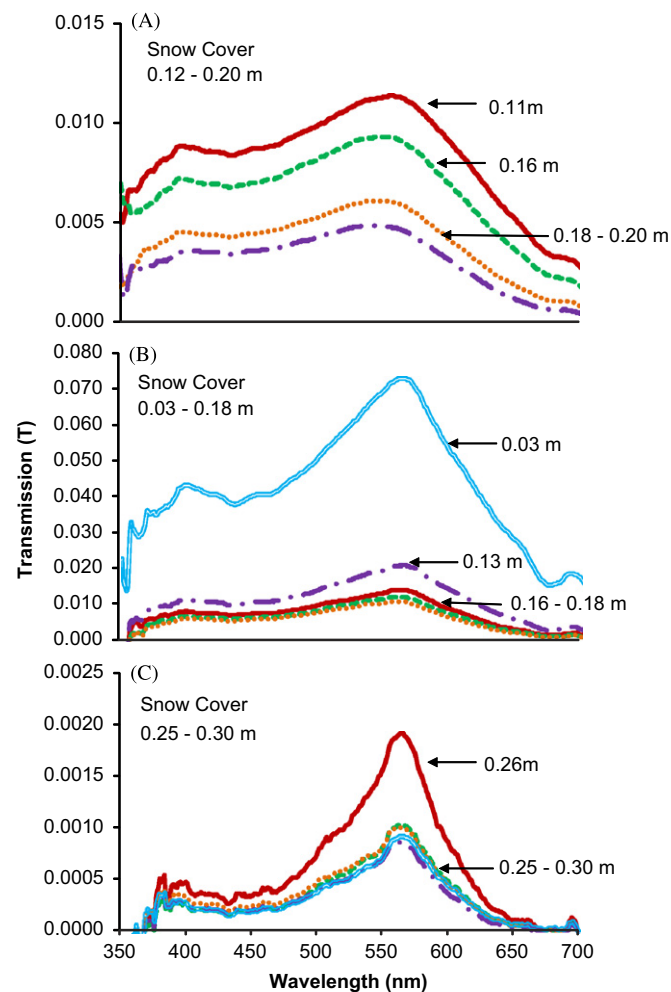 (A)
0.015
Snow Cover
0.12 - 0.20 m
0.11m
0.010
0.16 m
0.005
0.18 - 0.20 m
0.000
0.080
(B)
0.070
Snow Cover
0.03 - 0.18 m
0.060
0.050
0.03 m
0.040
0.030
0.13 m
0.020
0.010
0.16 - 0.18 m
0.000
Transmission (T)
0.0025
(C)
Snow Cover
0.25 - 0.30 m
0.0020
0.26m
0.0015
0.0010
0.25 - 0.30 m
0.0005
0.0000
350 400 450 500 550 600 650 700
Wavelength (nm)